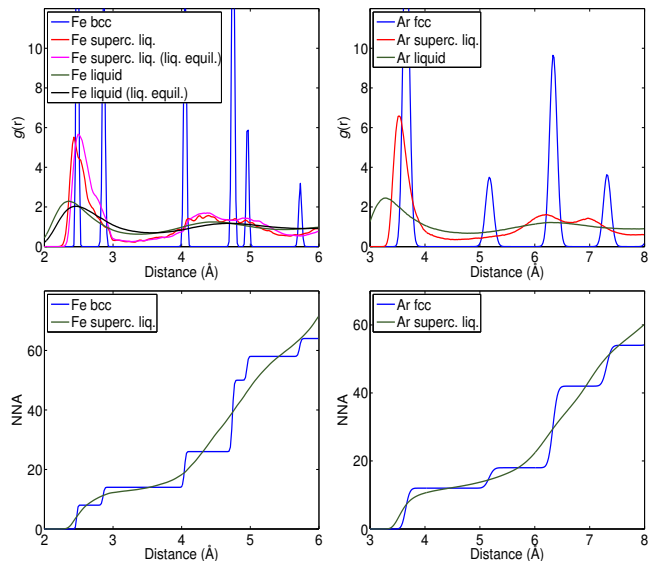 Fe bcc
Fe superc. liq.
Fe superc. liq. (liq. equil.)
Fe liquid
Fe liquid (liq. equil.)
g(r)
0
2
4
6
8
10
2
3
4
5
6
Distance (Å)
Ar fcc
Ar superc. liq.
Ar liquid
g(r)
0
2
4
6
8
10
3
4
5
6
7
8
Distance (Å)
Fe bcc
Fe superc. liq.
NNA
0
20
40
60
2
3
4
5
6
Distance (Å)
Ar fcc
Ar superc. liq.
NNA
0
20
40
60
3
4
5
6
7
8
Distance (Å)